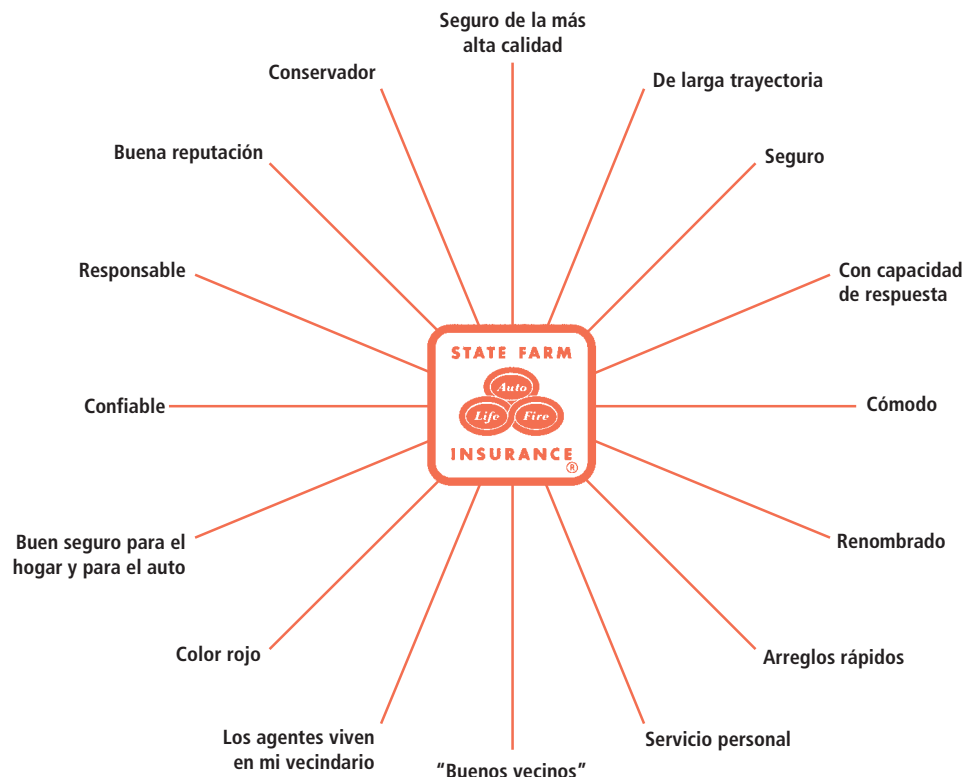 Seguro de la más
alta calidad
Conservador
De larga trayectoria
Buena reputación
Seguro
Responsable
Con capacidad
de respuesta
STATE FARM
Auto
Life
Fire
INSURANCE
®
Confiable
Cómodo
Buen seguro para el
hogar y para el auto
Renombrado
Color rojo
Arreglos rápidos
Los agentes viven
en mi vecindario
Servicio personal
"Buenos vecinos"